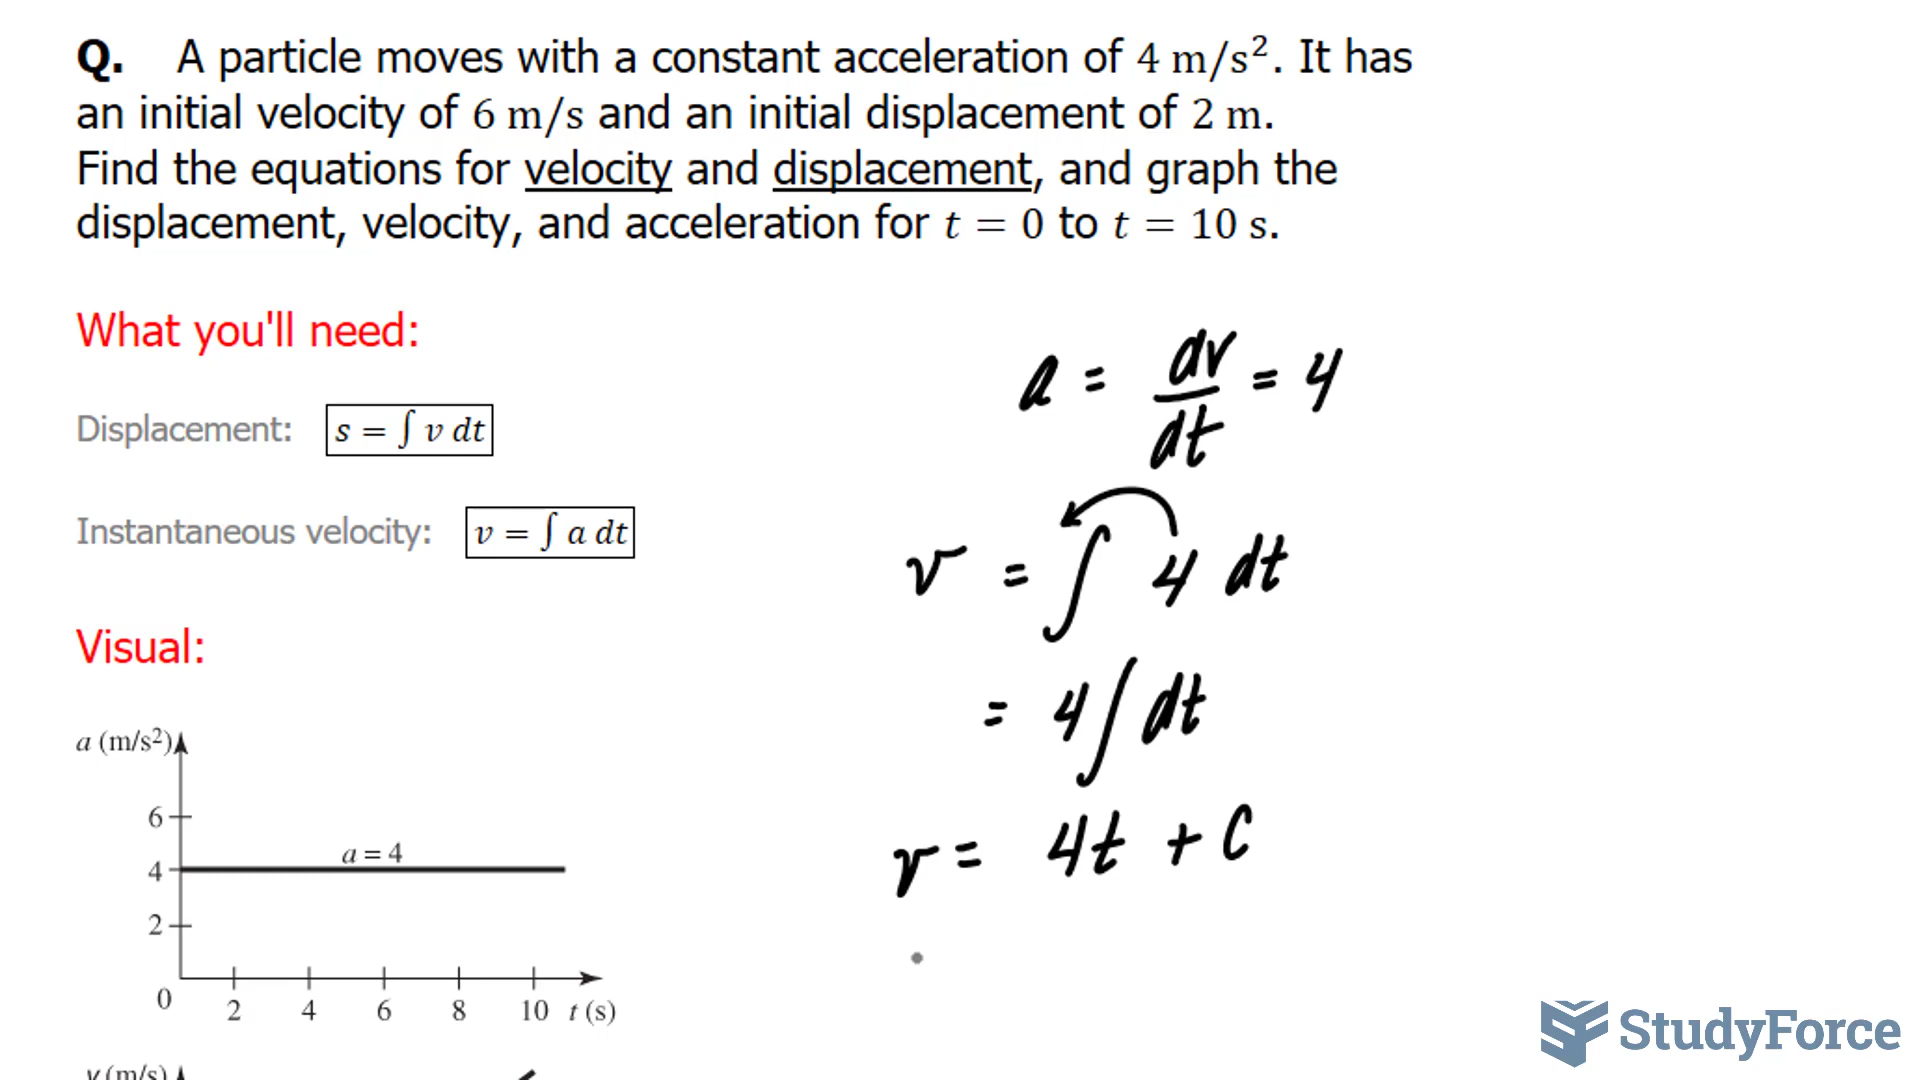 Q. A particle moves with a constant acceleration of 4 m/s². It has
an initial velocity of 6 m/s and an initial displacement of 2 m.
Find the equations for velocity and displacement, and graph the
displacement, velocity, and acceleration for t = 0 to t = 10 s.
What you'll need:
Displacement: s = ∫ v dt
Instantaneous velocity: v = ∫ a dt
Visual:
a (m/s²)
6
4
2
0
a = 4
2 4 6 8 10 t (s)
v (m/s)
a = dv/dt = 4
v = ∫ 4 dt
= 4 ∫ dt
v = 4t + C
StudyForce